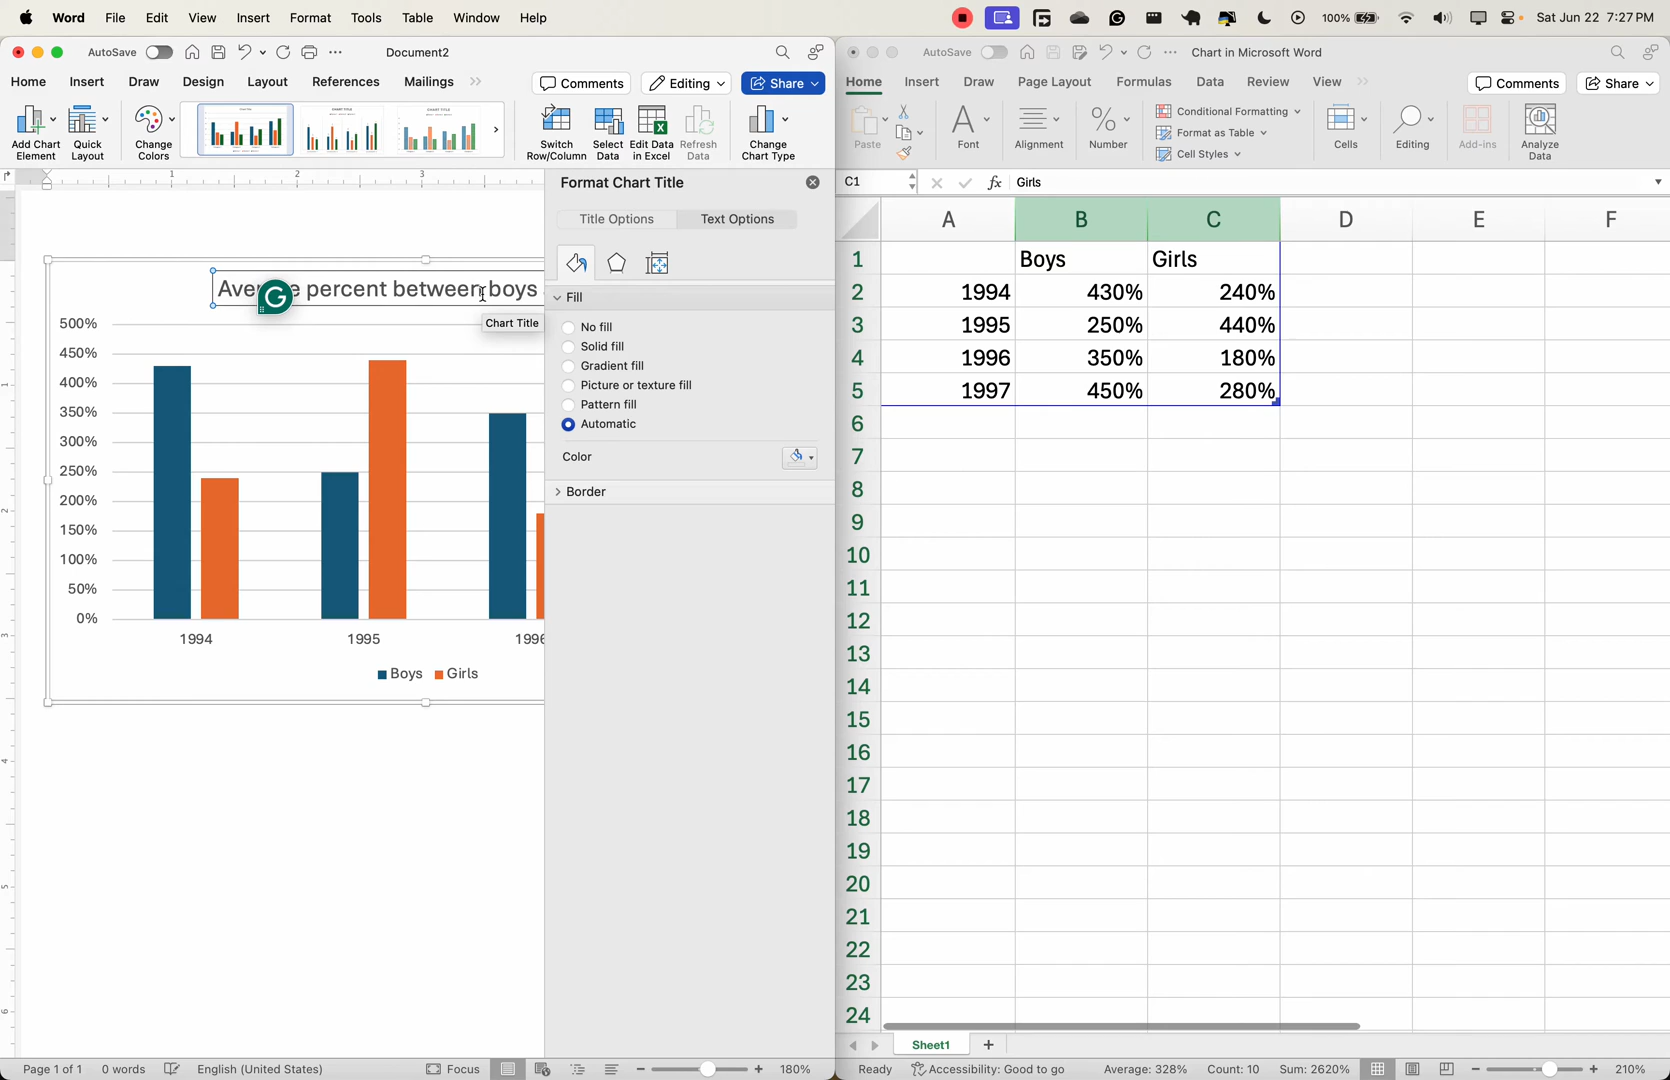 Word File Edit View Insert Format Tools Table Window Help 100% Sat Jun 22 7:27 PM
AutoSave Document2
Home Insert Draw Design Layout References Mailings Comments Editing Share
Add Chart Element
Quick Layout
Change Colors
Switch Row/Column
Select Data
Edit Data in Excel
Refresh Data
Change Chart Type
1 2 3
Format Chart Title
Title Options Text Options
Fill
No fill
Solid fill
Gradient fill
Picture or texture fill
Pattern fill
Automatic
Color
Border
percent between boys
Chart Title
500%
450%
400%
350%
300%
250%
200%
150%
100%
50%
0%
1994 1995 1996
Boys Girls
Page 1 of 1 0 words English (United States) Focus 180%
AutoSave Chart in Microsoft Word
Home Insert Draw Page Layout Formulas Data Review View Comments Share
Paste
Font
Alignment
Number
Conditional Formatting
Format as Table
Cell Styles
Cells
Editing
Add-ins
Analyze Data
C1 fx Girls
A B C D E F
1 Boys Girls
2 1994 430% 240%
3 1995 250% 440%
4 1996 350% 180%
5 1997 450% 280%
6
7
8
9
10
11
12
13
14
15
16
17
18
19
20
21
22
23
24
Sheet1
Ready Accessibility: Good to go Average: 328% Count: 10 Sum: 2620% 210%